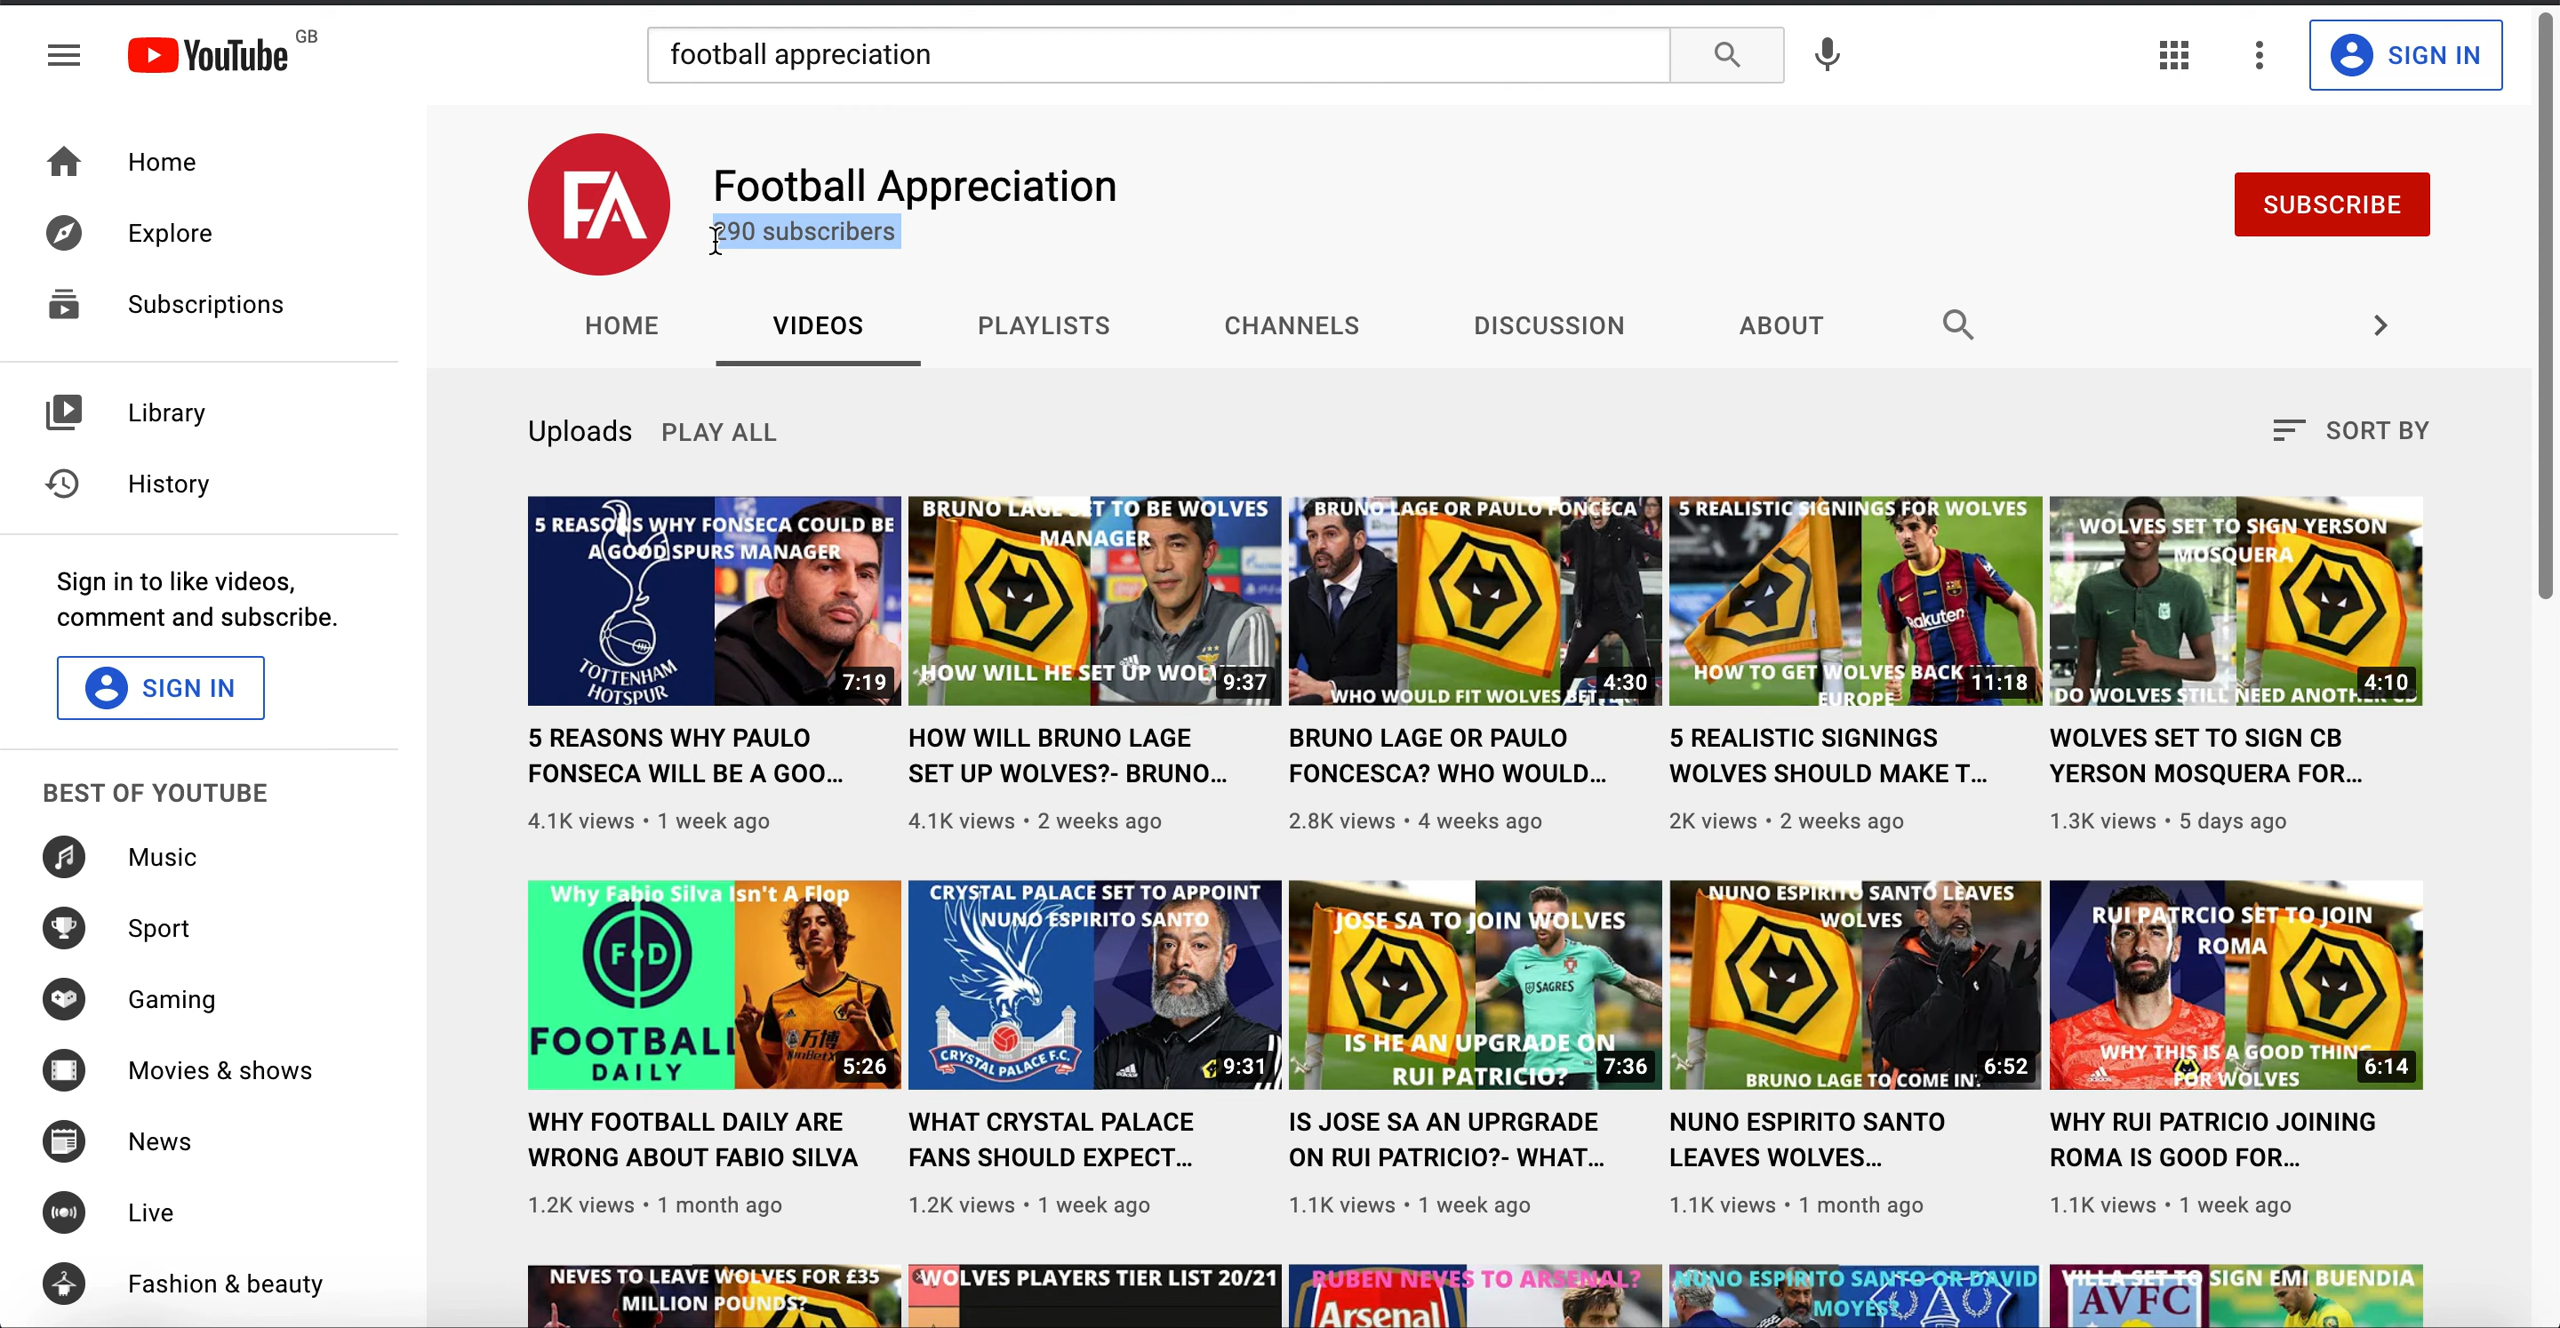 YouTube GB
football appreciation
SIGN IN
Home
Explore
Subscriptions
Library
History
Sign in to like videos,
comment and subscribe.
SIGN IN
BEST OF YOUTUBE
Music
Sport
Gaming
Movies & shows
News
Live
Fashion & beauty
FA
Football Appreciation
290 subscribers
SUBSCRIBE
HOME VIDEOS PLAYLISTS CHANNELS DISCUSSION ABOUT
Uploads PLAY ALL
SORT BY
5 REASONS WHY FONSECA COULD BE
A GOOD SPURS MANAGER
TOTTENHAM
HOTSPUR
7:19
5 REASONS WHY PAULO
FONSECA WILL BE A GOO...
4.1K views • 1 week ago
BRUNO LAGE SET TO BE WOLVES
MANAGER
HOW WILL HE SET UP
9:37
HOW WILL BRUNO LAGE
SET UP WOLVES?- BRUNO...
4.1K views • 2 weeks ago
BRUNO LAGE OR PAULO FONCECA
WHO WOULD FIT WOLVES
4:30
BRUNO LAGE OR PAULO
FONCESCA? WHO WOULD...
2.8K views • 4 weeks ago
5 REALISTIC SIGNINGS FOR WOLVES
Rakuten
HOW TO GET WOLVES BACK
EUROPE
11:18
5 REALISTIC SIGNINGS
WOLVES SHOULD MAKE T...
2K views • 2 weeks ago
WOLVES SET TO SIGN YERSON
MOSQUERA
DO WOLVES STILL NEED
4:10
WOLVES SET TO SIGN CB
YERSON MOSQUERA FOR...
1.3K views • 5 days ago
Why Fabio Silva Isn't A Flop
F D
FOOTBALL
DAILY
万博
5:26
WHY FOOTBALL DAILY ARE
WRONG ABOUT FABIO SILVA
1.2K views • 1 month ago
CRYSTAL PALACE SET TO APPOINT
NUNO ESPIRITO SANTO
CRYSTAL PALACE F.C.
9:31
WHAT CRYSTAL PALACE
FANS SHOULD EXPECT...
1.2K views • 1 week ago
JOSE SA TO JOIN WOLVES
SAGRES
IS HE AN UPGRADE ON
RUI PATRICIO?
7:36
IS JOSE SA AN UPRGRADE
ON RUI PATRICIO?- WHAT...
1.1K views • 1 week ago
NUNO ESPIRITO SANTO LEAVES
WOLVES
BRUNO LAGE TO COME IN?
6:52
NUNO ESPIRITO SANTO
LEAVES WOLVES...
1.1K views • 1 month ago
RUI PATRCIO SET TO JOIN
ROMA
WHY THIS IS A GOOD THING
FOR WOLVES
6:14
WHY RUI PATRICIO JOINING
ROMA IS GOOD FOR...
1.1K views • 1 week ago
NEVES TO LEAVE WOLVES FOR £35
MILLION POUNDS?
WOLVES PLAYERS TIER LIST 20/21
RUBEN NEVES TO ARSENAL?
Arsenal
NUNO ESPIRITO SANTO OR DAVID
MOYES?
VILLA SET TO SIGN EMI BUENDIA
AVFC